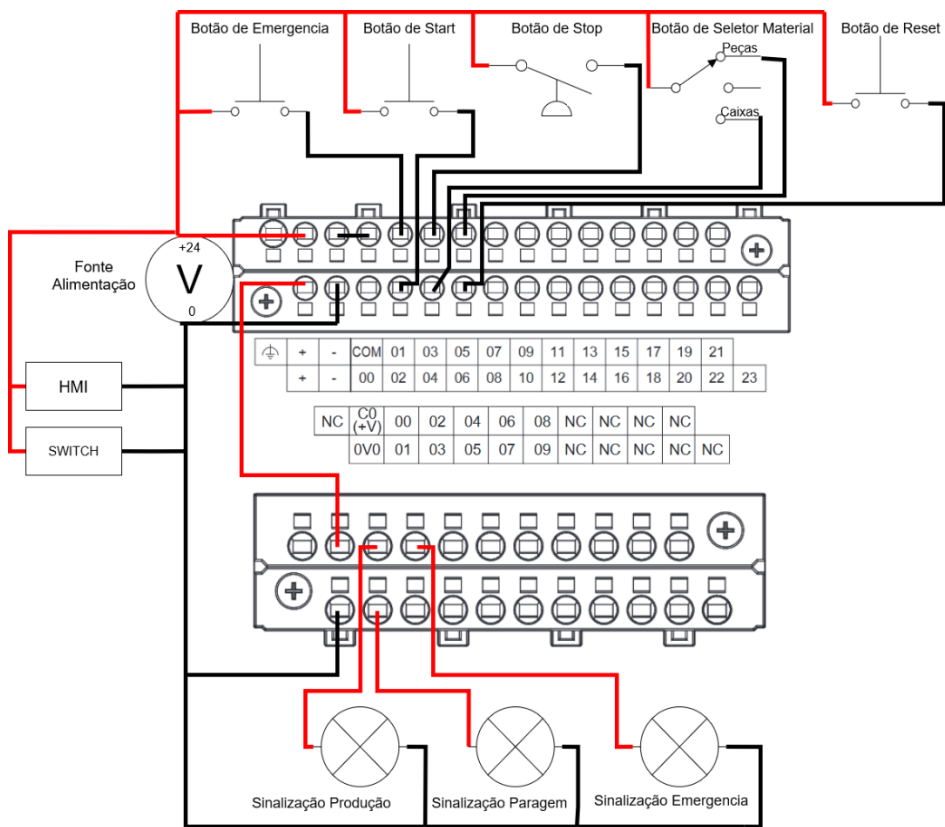 Botão de Emergencia
Botão de Start
Botão de Stop
Botão de Seletor Material
Botão de Reset
Peças
Caixas
+24
V
0
Fonte
Alimentação
HMI
SWITCH
+ - COM 01 03 05 07 09 11 13 15 17 19 21
+ - 00 02 04 06 08 10 12 14 16 18 20 22 23
NC C0 (+V) 00 02 04 06 08 NC NC NC NC
0V0 01 03 05 07 09 NC NC NC NC NC
Sinalização Produção
Sinalização Paragem
Sinalização Emergencia